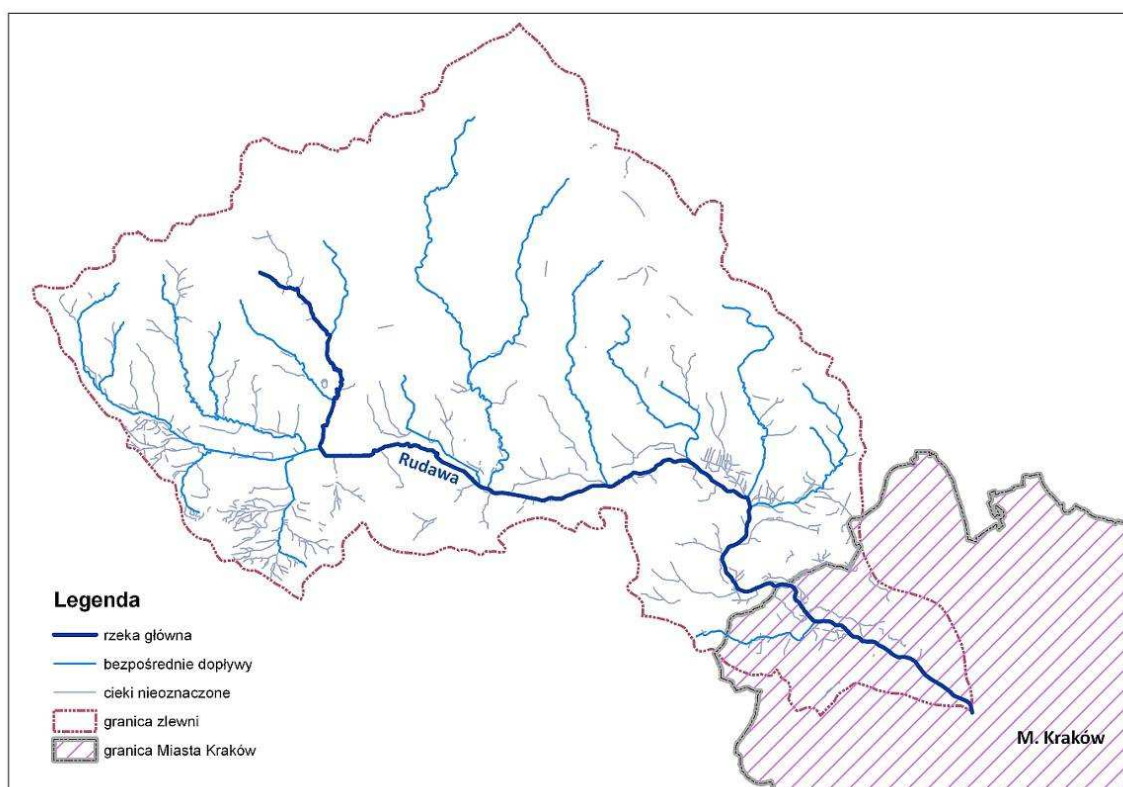 Rudawa
Legenda
rzeka główna
bezpośrednie dopływy
cieki nieoznaczone
granica zlewni
granica Miasta Kraków
M. Kraków